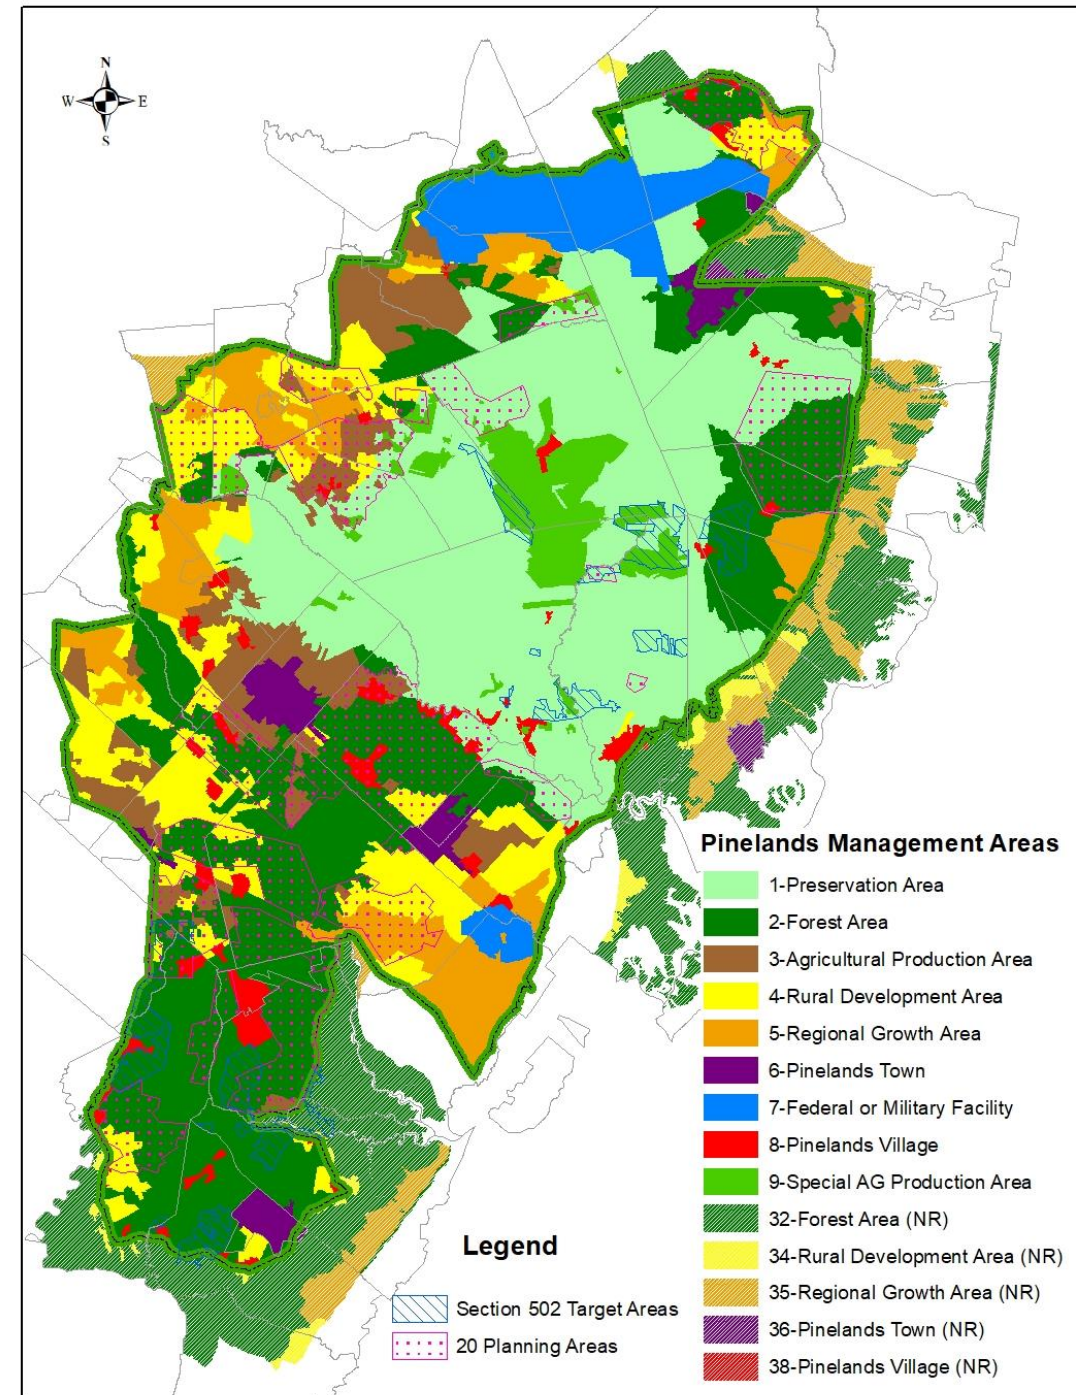 N
W E
S
Pinelands Management Areas
1-Preservation Area
2-Forest Area
3-Agricultural Production Area
4-Rural Development Area
5-Regional Growth Area
6-Pinelands Town
7-Federal or Military Facility
8-Pinelands Village
9-Special AG Production Area
32-Forest Area (NR)
34-Rural Development Area (NR)
35-Regional Growth Area (NR)
36-Pinelands Town (NR)
38-Pinelands Village (NR)
Legend
Section 502 Target Areas
20 Planning Areas